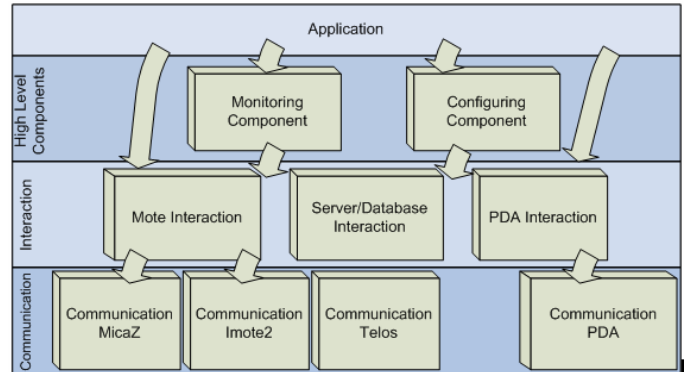 Application
High Level
Components
Monitoring
Component
Configuring
Component
Interaction
Mote Interaction
Server/Database
Interaction
PDA Interaction
Communication
Communication
MicaZ
Communication
Imote2
Communication
Telos
Communication
PDA